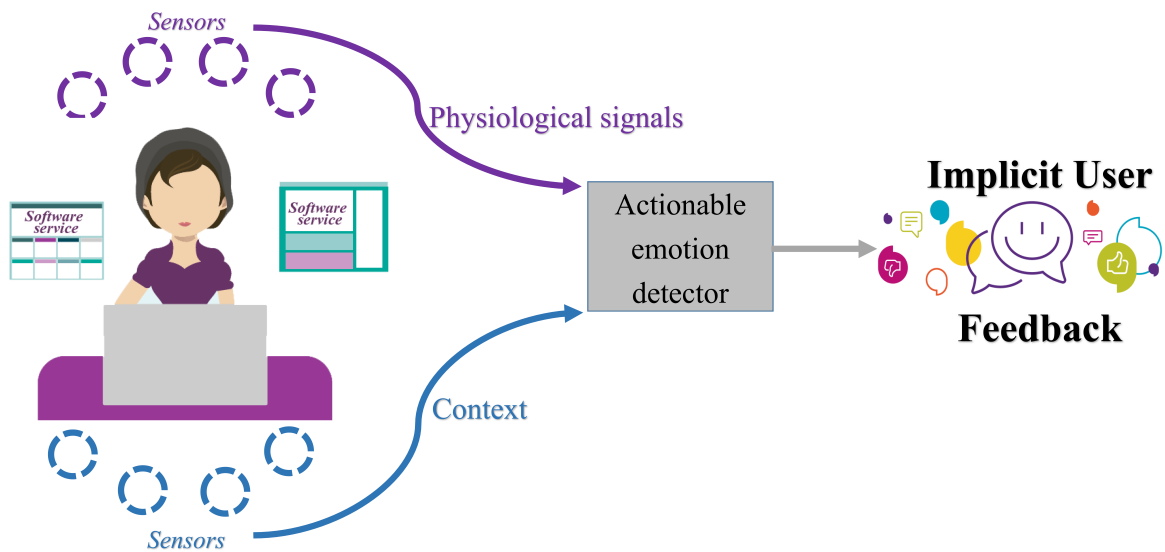 Sensors
Physiological signals
Software
service
Software
service
Actionable
emotion
detector
Implicit User
Feedback
Context
Sensors